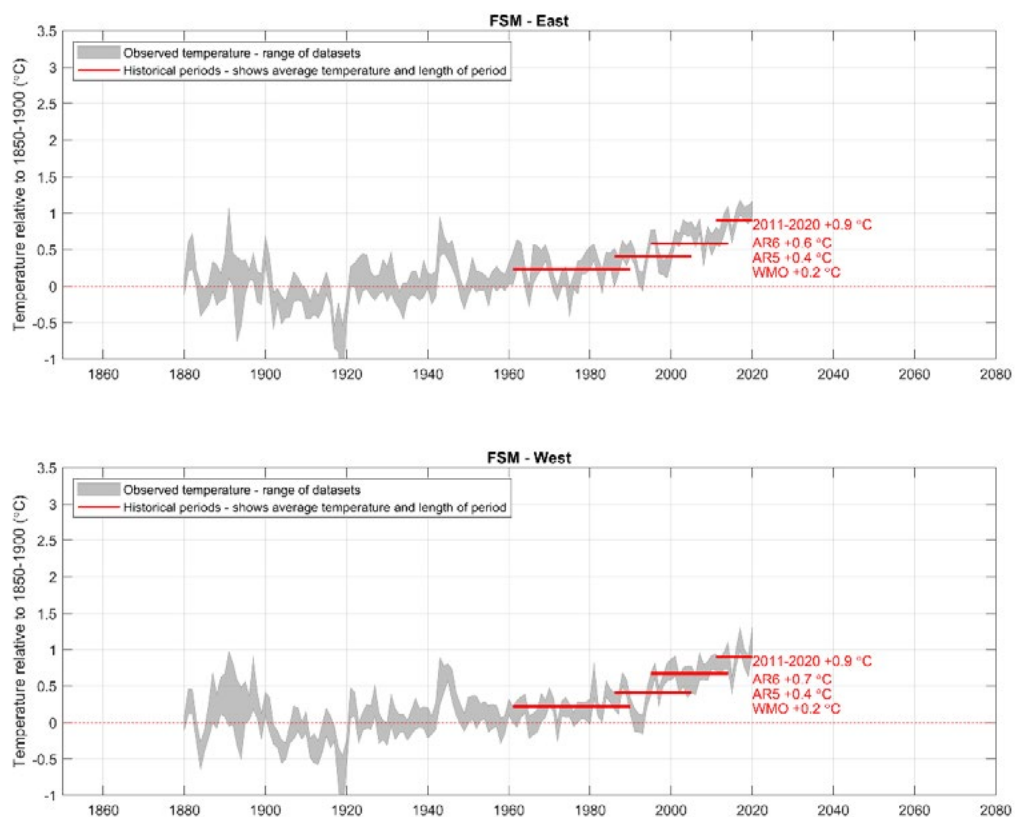 FSM - East
Temperature relative to 1850-1900 (°C)
3.5
3
2.5
2
1.5
1
0.5
0
-0.5
-1
Observed temperature - range of datasets
Historical periods - shows average temperature and length of period
2011-2020 +0.9 °C
AR6 +0.6 °C
AR5 +0.4 °C
WMO +0.2 °C
1860 1880 1900 1920 1940 1960 1980 2000 2020 2040 2060 2080
FSM - West
Temperature relative to 1850-1900 (°C)
3.5
3
2.5
2
1.5
1
0.5
0
-0.5
-1
Observed temperature - range of datasets
Historical periods - shows average temperature and length of period
2011-2020 +0.9 °C
AR6 +0.7 °C
AR5 +0.4 °C
WMO +0.2 °C
1860 1880 1900 1920 1940 1960 1980 2000 2020 2040 2060 2080